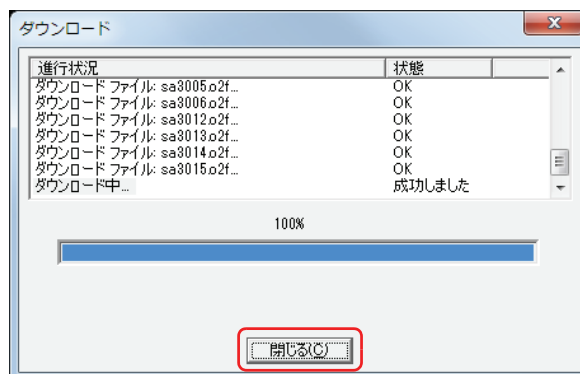 ダウンロード
進行状況 状態
ダウンロード ファイル: sa3005.o2f... OK
ダウンロード ファイル: sa3006.o2f... OK
ダウンロード ファイル: sa3012.o2f... OK
ダウンロード ファイル: sa3013.o2f... OK
ダウンロード ファイル: sa3014.o2f... OK
ダウンロード ファイル: sa3015.o2f... OK
ダウンロード中... 成功しました
100%
閉じる(C)